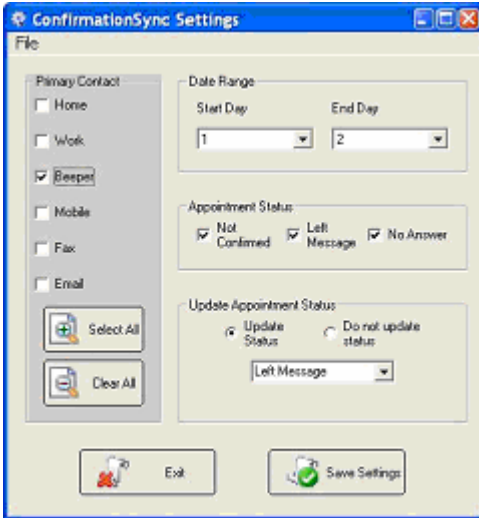 ConfirmationSync Settings
File
Primary Contact
Home
Work
Beeper
Mobile
Fax
Email
Select All
Clear All
Date Range
Start Day
End Day
1
2
Appointment Status
Not Confirmed
Left Message
No Answer
Update Appointment Status
Update Status
Do not update status
Left Message
Exit
Save Settings